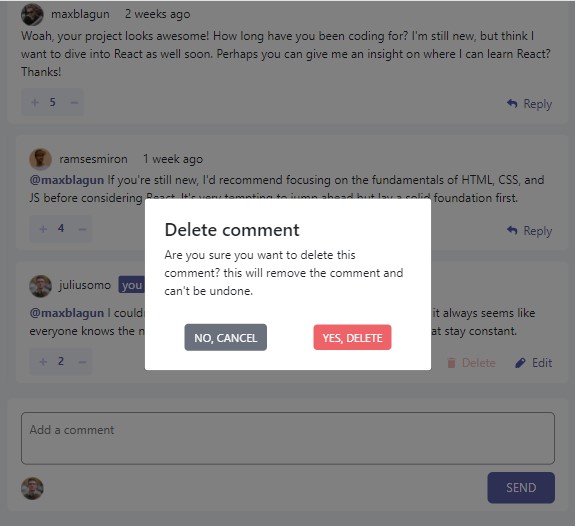 maxblagun 2 weeks ago
Woah, your project looks awesome! How long have you been coding for? I'm still new, but think I
want to dive into React as well soon. Perhaps you can give me an insight on where I can learn React?
Thanks!
+ 5 −
Reply
ramsesmiron 1 week ago
@maxblagun If you're still new, I'd recommend focusing on the fundamentals of HTML, CSS, and
JS before considering React. It's very tempting to jump ahead but lay a solid foundation first.
+ 4 −
Reply
Delete comment
Are you sure you want to delete this
comment? this will remove the comment and
can't be undone.
NO, CANCEL
YES, DELETE
juliusomo you
@maxblagun I could it always seems like
everyone knows the at stay constant.
+ 2 −
Delete Edit
Add a comment
SEND